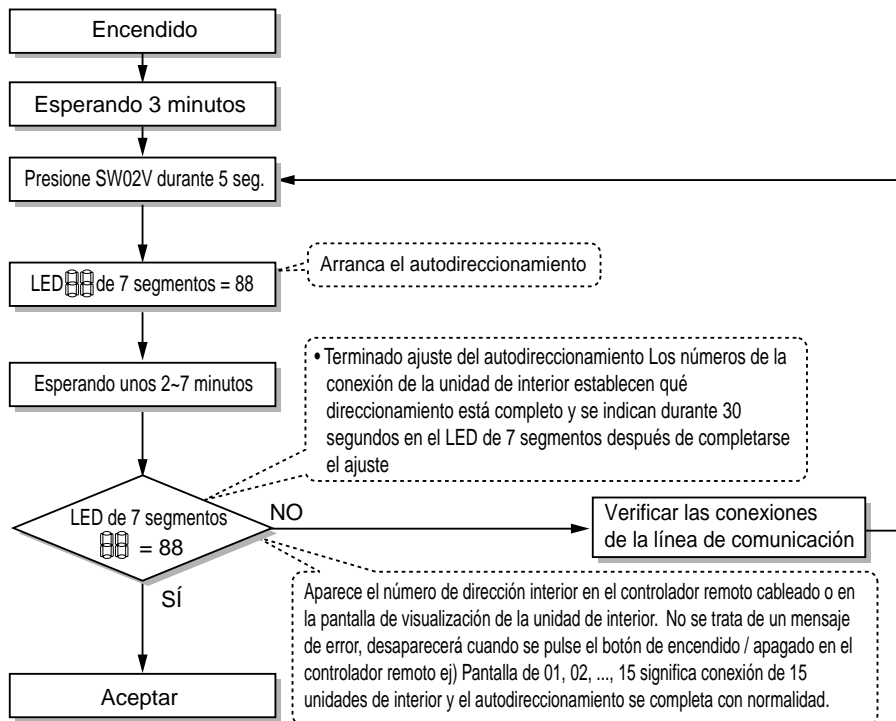 Encendido
Esperando 3 minutos
Presione SW02V durante 5 seg.
LED 88 de 7 segmentos = 88
Arranca el autodireccionamiento
Esperando unos 2~7 minutos
• Terminado ajuste del autodireccionamiento Los números de la
conexión de la unidad de interior establecen qué
direccionamiento está completo y se indican durante 30
segundos en el LED de 7 segmentos después de completarse
el ajuste
LED de 7 segmentos
88 = 88
NO
SÍ
Verificar las conexiones
de la línea de comunicación
Aparece el número de dirección interior en el controlador remoto cableado o en
la pantalla de visualización de la unidad de interior. No se trata de un mensaje
de error, desaparecerá cuando se pulse el botón de encendido / apagado en el
controlador remoto ej) Pantalla de 01, 02, ..., 15 significa conexión de 15
unidades de interior y el autodireccionamiento se completa con normalidad.
Aceptar